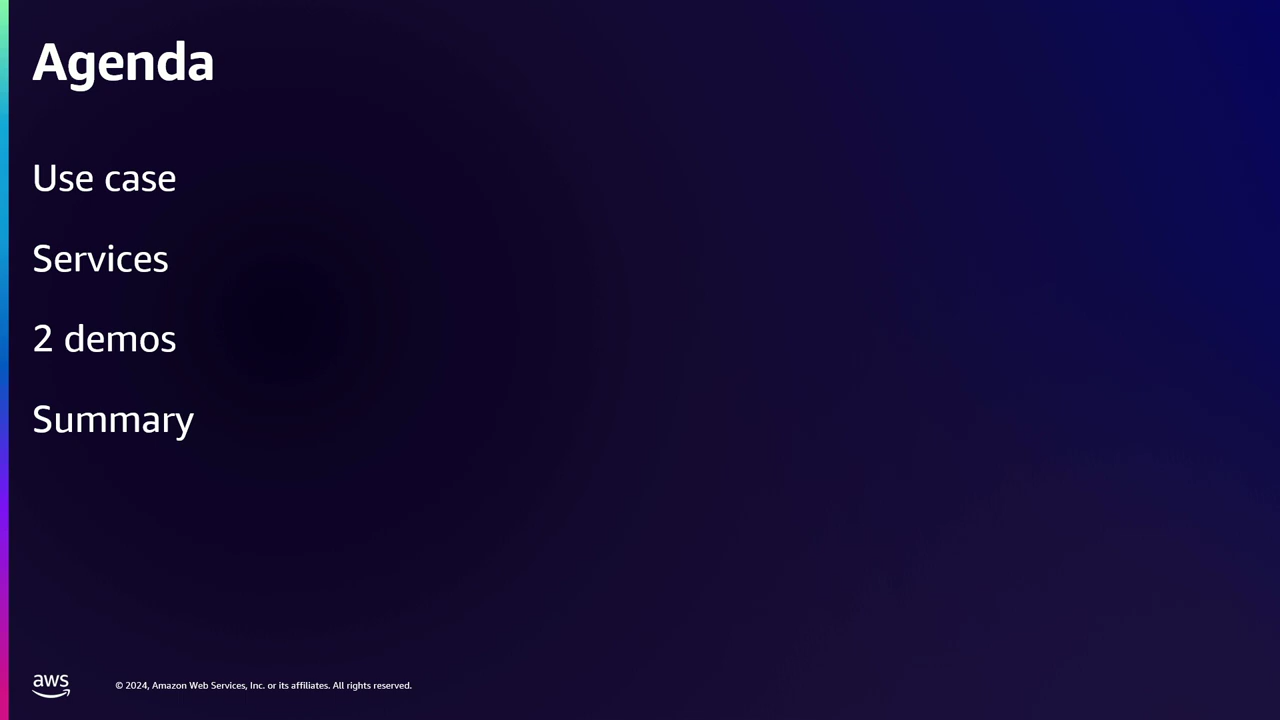 Agenda
Use case
Services
2 demos
Summary
aws
© 2024, Amazon Web Services, Inc. or its affiliates. All rights reserved.